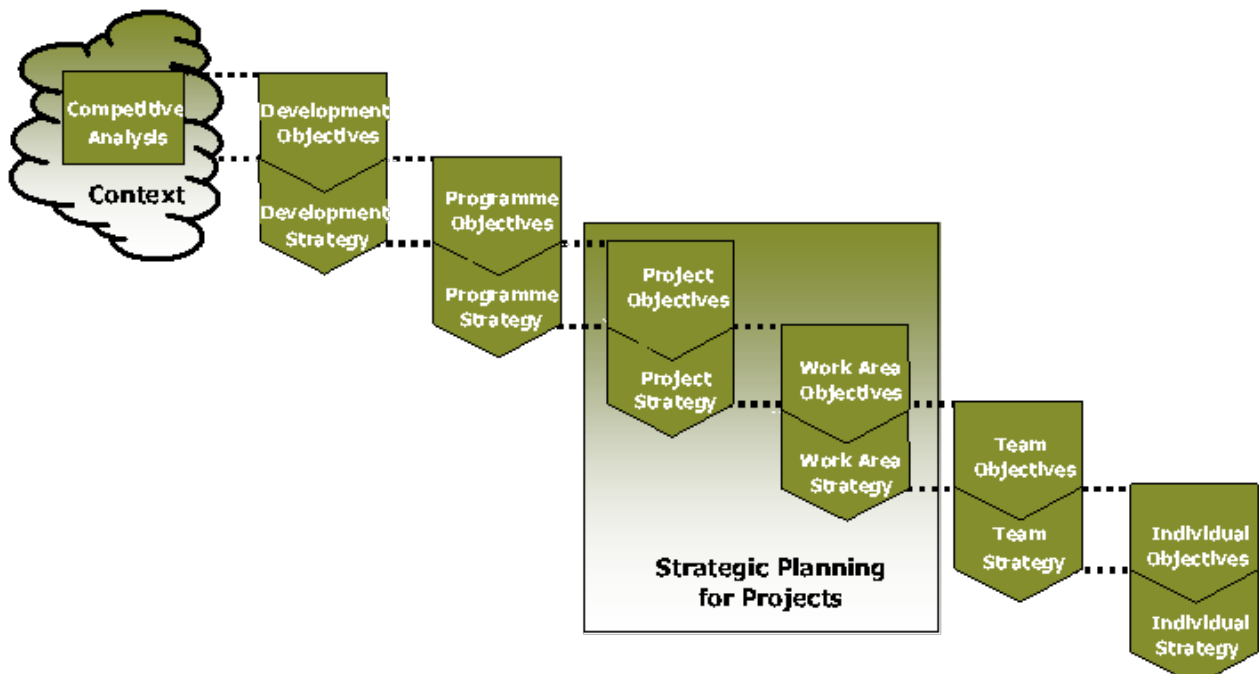 Competitive
Analysis
Context
Development
Objectives
Development
Strategy
Programme
Objectives
Programme
Strategy
Project
Objectives
Project
Strategy
Work Area
Objectives
Work Area
Strategy
Strategic Planning
for Projects
Team
Objectives
Team
Strategy
Individual
Objectives
Individual
Strategy